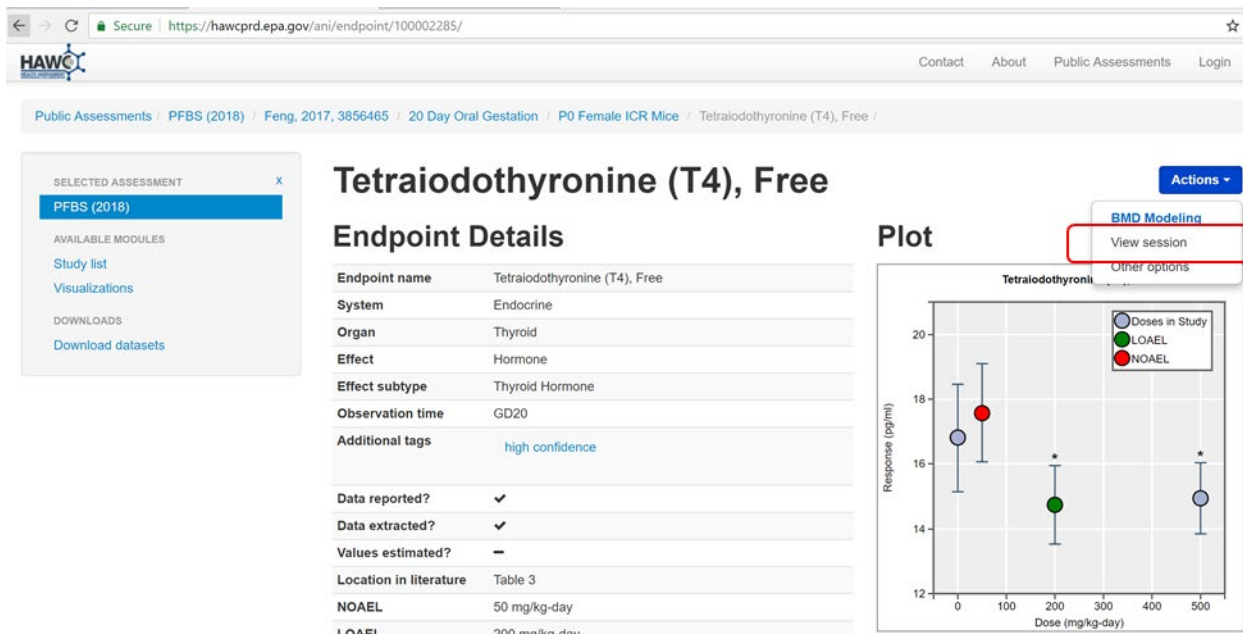 Secure | https://hawcprd.epa.gov/ani/endpoint/100002285/
HAWC
Contact About Public Assessments Login
Public Assessments / PFBS (2018) / Feng, 2017, 3856465 / 20 Day Oral Gestation / P0 Female ICR Mice / Tetraiodothyronine (T4), Free /
SELECTED ASSESSMENT x
PFBS (2018)
AVAILABLE MODULES
Study list
Visualizations
DOWNLOADS
Download datasets
Tetraiodothyronine (T4), Free
Actions
BMD Modeling
View session
Other options
Endpoint Details
Endpoint name Tetraiodothyronine (T4), Free
System Endocrine
Organ Thyroid
Effect Hormone
Effect subtype Thyroid Hormone
Observation time GD20
Additional tags high confidence
Data reported? ✔
Data extracted? ✔
Values estimated? –
Location in literature Table 3
NOAEL 50 mg/kg-day
LOAEL 200 mg/kg-day
Plot
Doses in Study
LOAEL
NOAEL
Response (pg/ml)
20
18
16
14
12
* *
0 100 200 300 400 500
Dose (mg/kg-day)